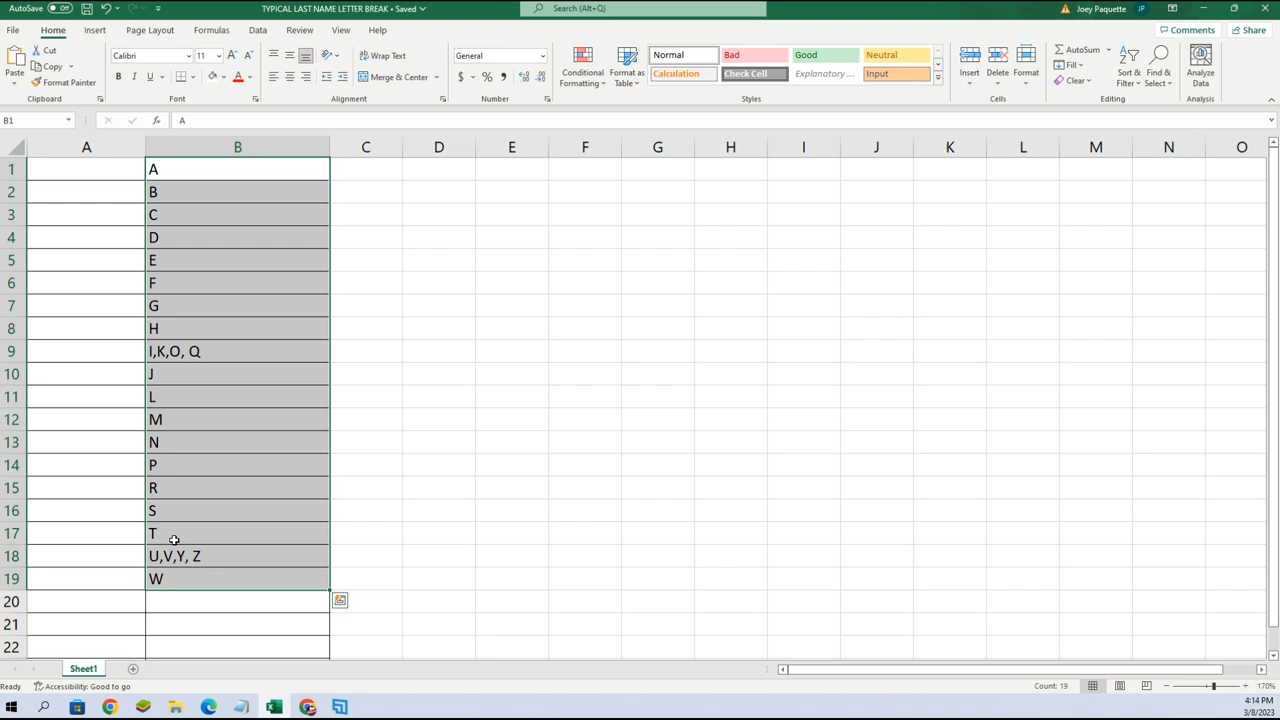 AutoSave Off TYPICAL LAST NAME LETTER BREAK • Saved Search (Alt+Q) Joey Paquette JP
File Home Insert Page Layout Formulas Data Review View Help Comments Share
Paste Cut Copy Format Painter Clipboard
Calibri 11 A A B I U A Font
ab Wrap Text Merge & Center Alignment
General $ % 9 Number
Conditional Formatting Format as Table Normal Bad Good Neutral Calculation Check Cell Explanatory ... Input Styles
Insert Delete Format Cells
AutoSum Fill Clear Sort & Filter Find & Select Editing
Analyze Data Analysis
B1 fx A
A B C D E F G H I J K L M N O
1 A
2 B
3 C
4 D
5 E
6 F
7 G
8 H
9 I,K,O, Q
10 J
11 L
12 M
13 N
14 P
15 R
16 S
17 T
18 U,V,Y, Z
19 W
20
21
22
Sheet1
Ready Accessibility: Good to go Count: 19 170%
4:14 PM
3/8/2023